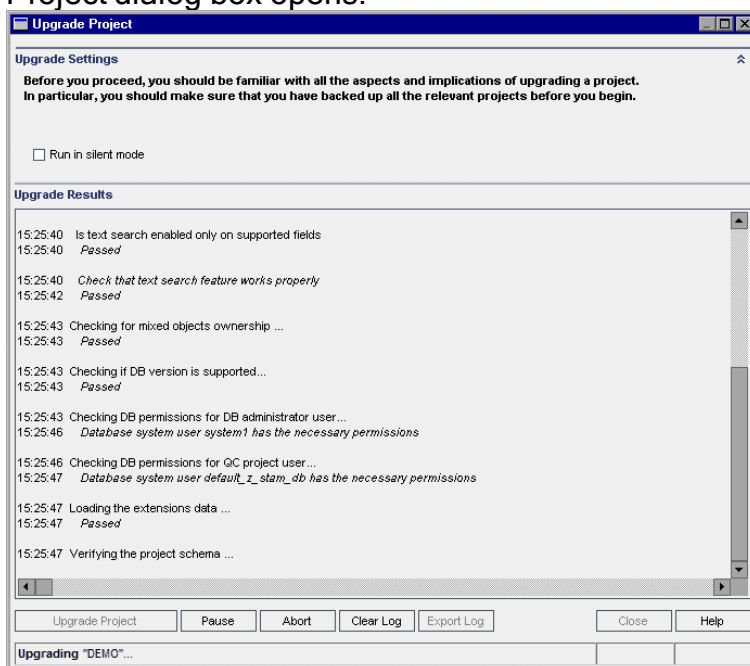 Project dialog box opens.
Upgrade Project
Upgrade Settings
Before you proceed, you should be familiar with all the aspects and implications of upgrading a project.
In particular, you should make sure that you have backed up all the relevant projects before you begin.
Run in silent mode
Upgrade Results
15:25:40 Is text search enabled only on supported fields
15:25:40 Passed
15:25:40 Check that text search feature works properly
15:25:42 Passed
15:25:43 Checking for mixed objects ownership ...
15:25:43 Passed
15:25:43 Checking if DB version is supported...
15:25:43 Passed
15:25:43 Checking DB permissions for DB administrator user...
15:25:46 Database system user system1 has the necessary permissions
15:25:46 Checking DB permissions for QC project user...
15:25:47 Database system user default_z_stam_db has the necessary permissions
15:25:47 Loading the extensions data ...
15:25:47 Passed
15:25:47 Verifying the project schema ...
Upgrade Project Pause Abort Clear Log Export Log Close Help
Upgrading "DEMO"...